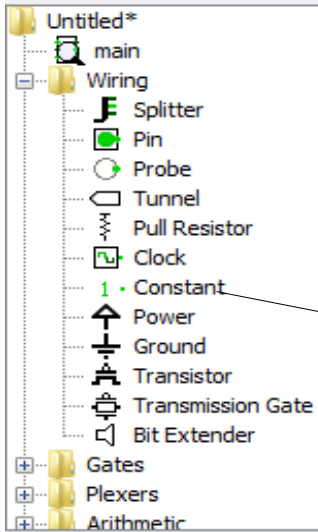 Untitled*
main
Wiring
Splitter
Pin
Probe
Tunnel
Pull Resistor
Clock
1 Constant
Power
Ground
Transistor
Transmission Gate
Bit Extender
Gates
Plexers
Arithmetic